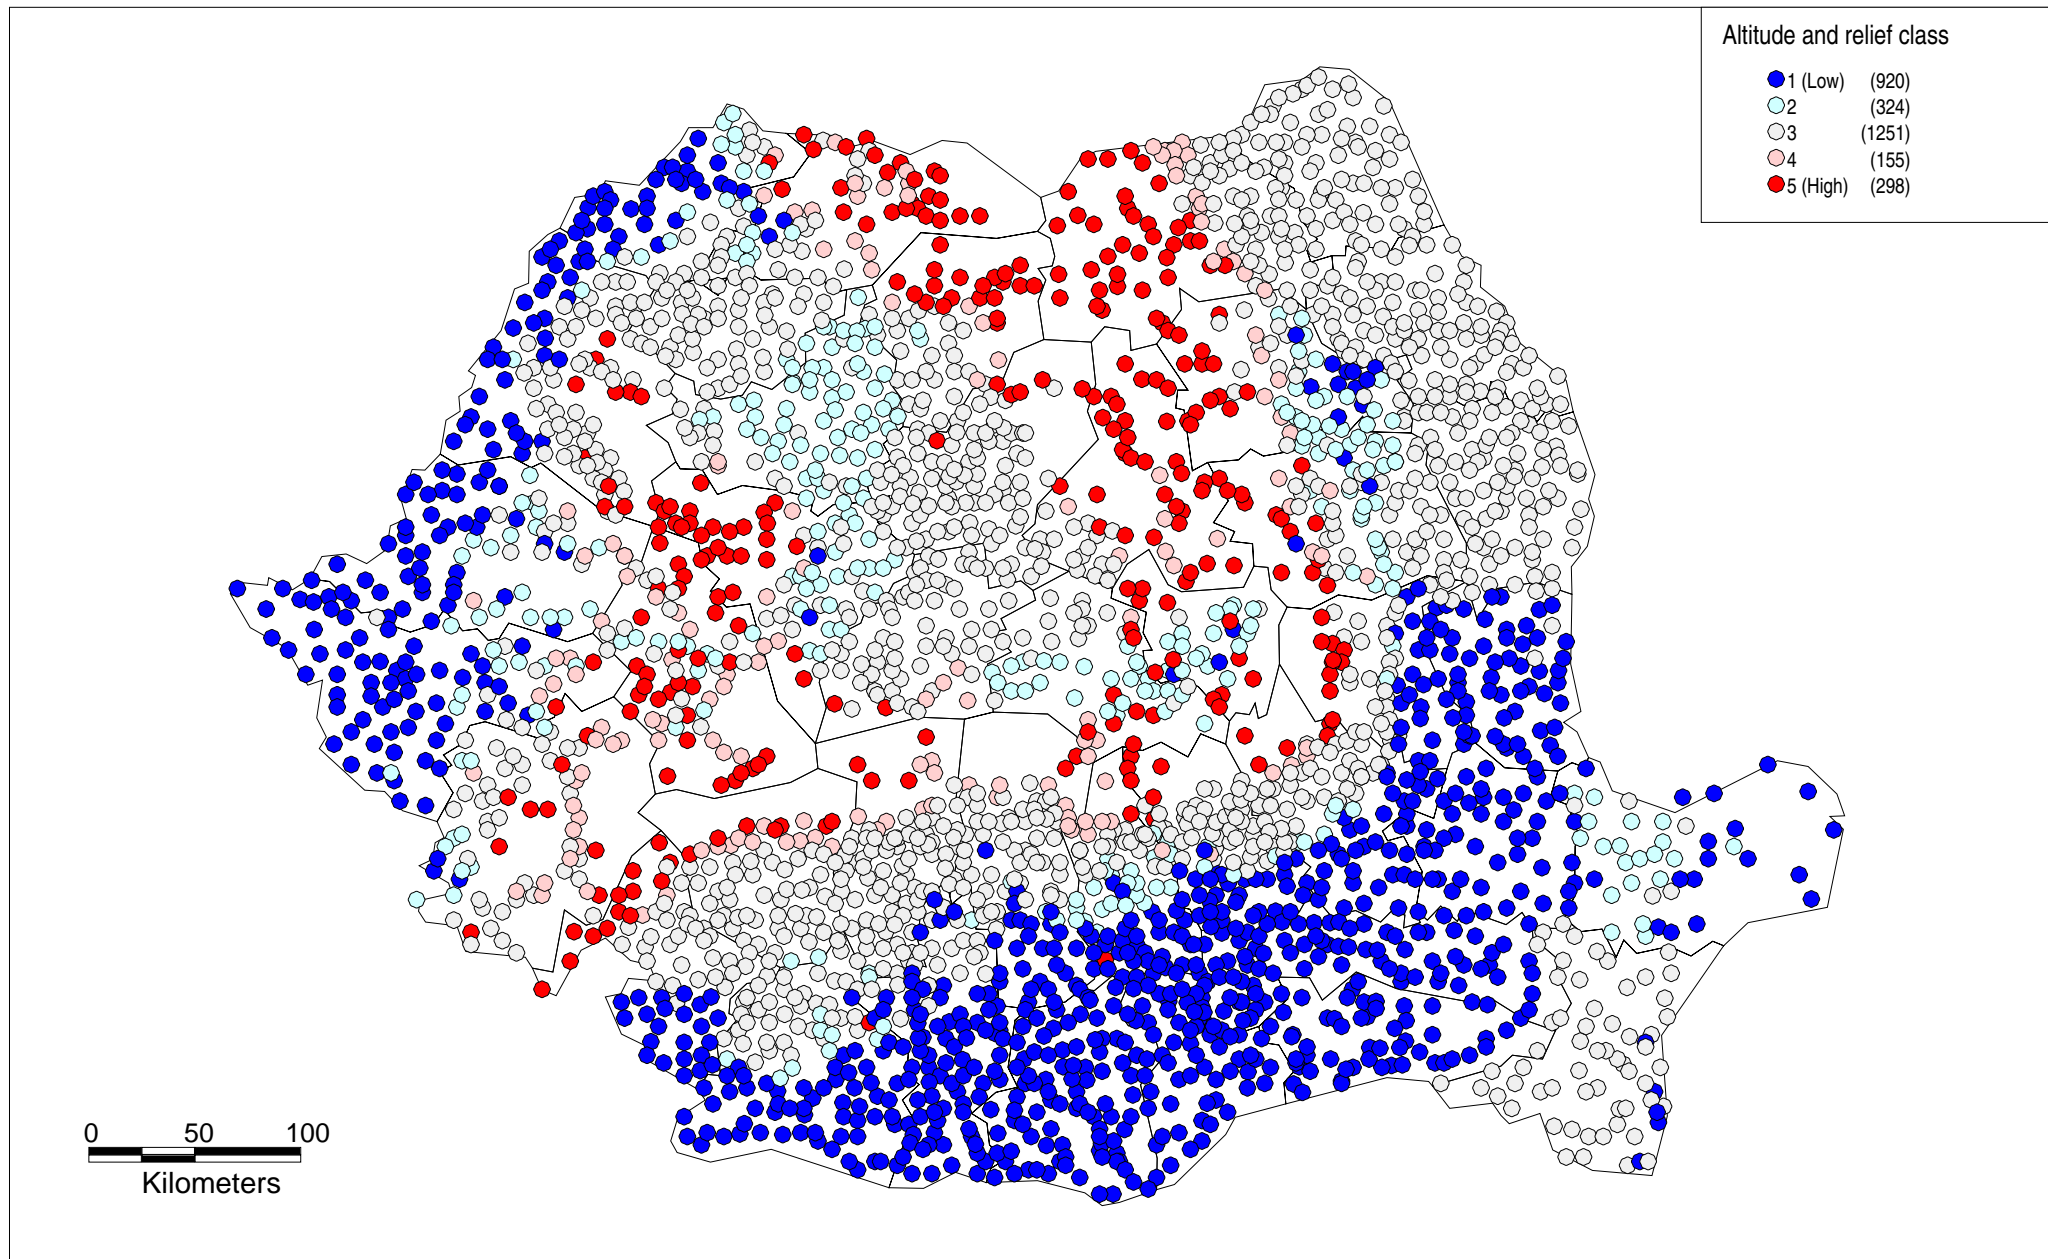 Altitude and relief class
1 (Low) (920)
2 (324)
3 (1251)
4 (155)
5 (High) (298)
0 50 100
Kilometers